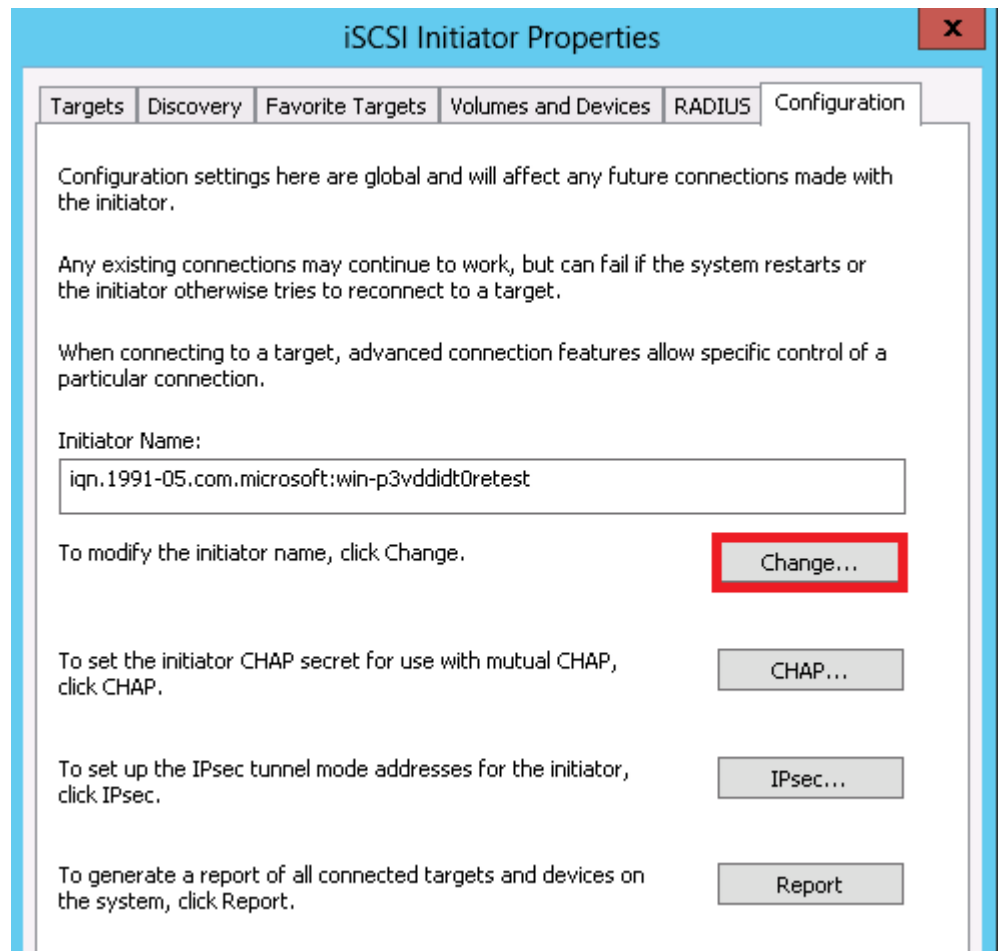 iSCSI Initiator Properties
x
Targets Discovery Favorite Targets Volumes and Devices RADIUS Configuration
Configuration settings here are global and will affect any future connections made with
the initiator.
Any existing connections may continue to work, but can fail if the system restarts or
the initiator otherwise tries to reconnect to a target.
When connecting to a target, advanced connection features allow specific control of a
particular connection.
Initiator Name:
iqn.1991-05.com.microsoft:win-p3vddidt0retest
To modify the initiator name, click Change.
Change...
To set the initiator CHAP secret for use with mutual CHAP,
click CHAP.
CHAP...
To set up the IPsec tunnel mode addresses for the initiator,
click IPsec.
IPsec...
To generate a report of all connected targets and devices on
the system, click Report.
Report